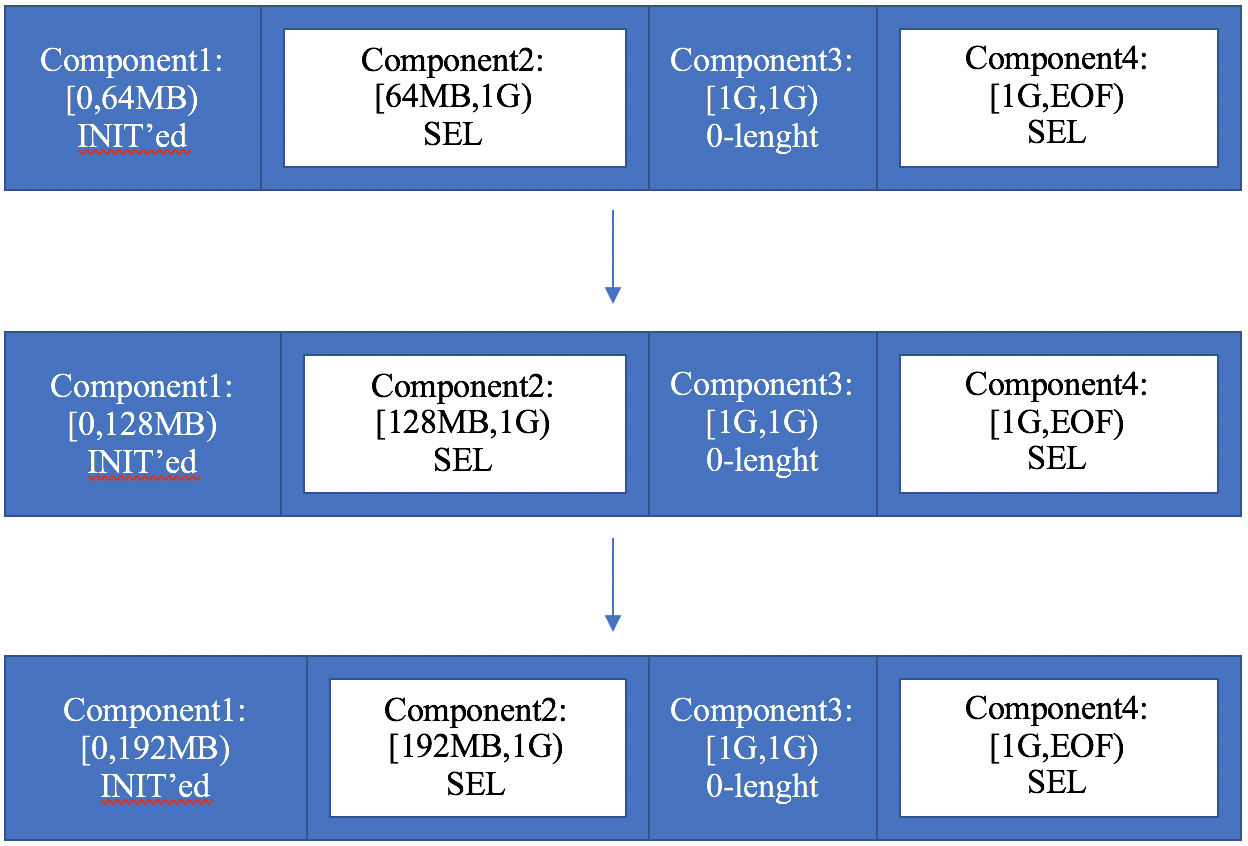 Component1:
[0,64MB)
INIT’ed
Component2:
[64MB,1G)
SEL
Component3:
[1G,1G)
0-lenght
Component4:
[1G,EOF)
SEL
Component1:
[0,128MB)
INIT’ed
Component2:
[128MB,1G)
SEL
Component3:
[1G,1G)
0-lenght
Component4:
[1G,EOF)
SEL
Component1:
[0,192MB)
INIT’ed
Component2:
[192MB,1G)
SEL
Component3:
[1G,1G)
0-lenght
Component4:
[1G,EOF)
SEL